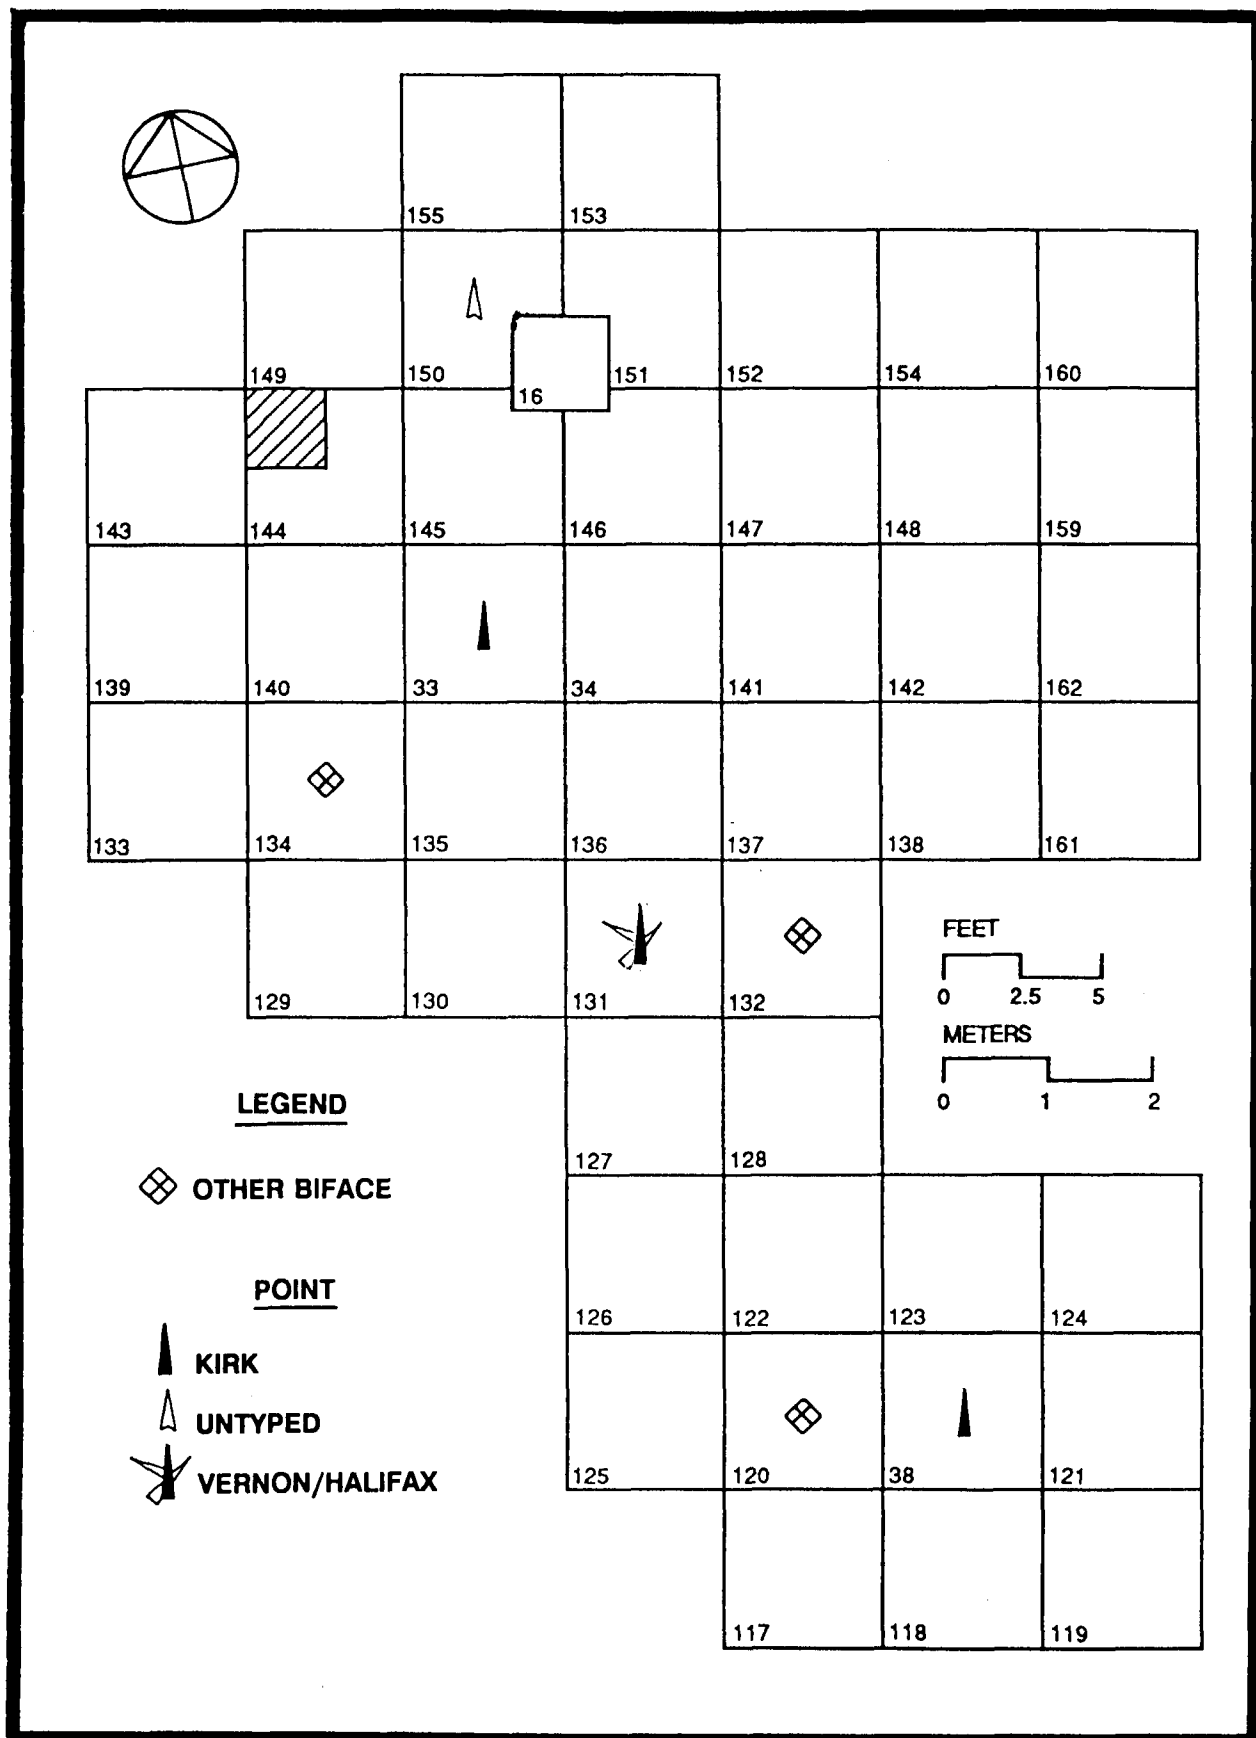 155 153
149 150 16 151 152 154 160
143 144 145 146 147 148 159
139 140 33 34 141 142 162
133 134 135 136 137 138 161
129 130 131 132
FEET
0 2.5 5
METERS
0 1 2
127 128
126 122 123 124
125 120 38 121
117 118 119
LEGEND
OTHER BIFACE
POINT
KIRK
UNTYPED
VERNON/HALIFAX